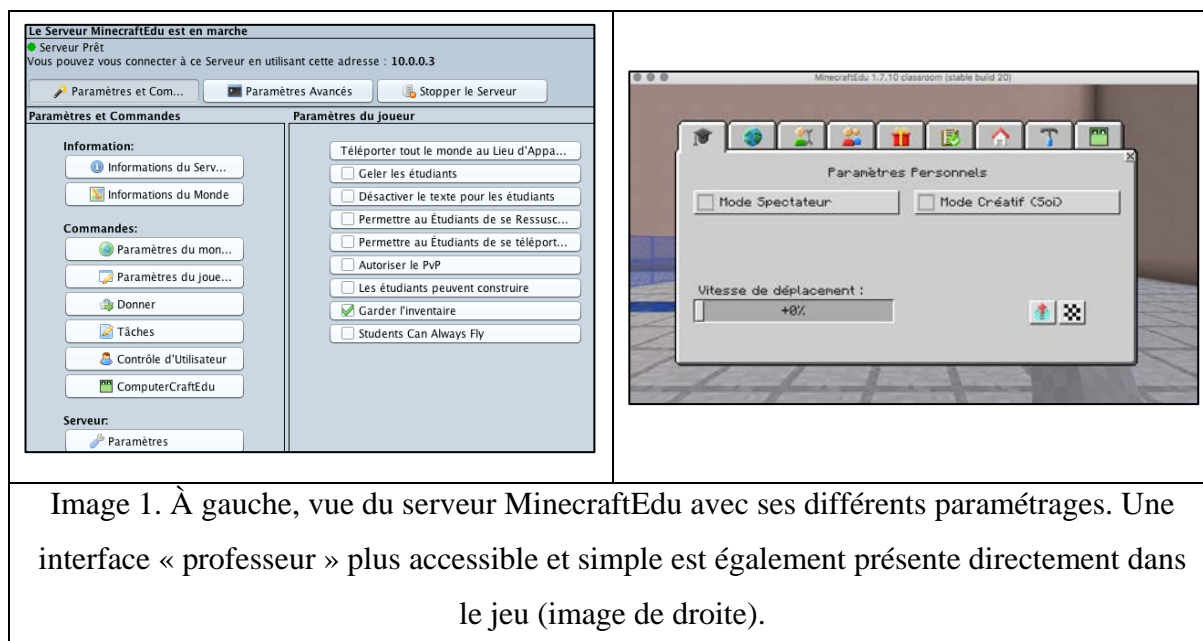 Le Serveur MinecraftEdu est en marche
Serveur Prêt
Vous pouvez vous connecter à ce Serveur en utilisant cette adresse : 10.0.0.3
Paramètres et Com...
Paramètres Avancés
Stopper le Serveur
Paramètres et Commandes
Information:
Informations du Serv...
Informations du Monde
Commandes:
Paramètres du mon...
Paramètres du joue...
Donner
Tâches
Contrôle d'Utilisateur
ComputerCraftEdu
Serveur:
Paramètres
Paramètres du joueur
Téléporter tout le monde au Lieu d'Appa...
Geler les étudiants
Désactiver le texte pour les étudiants
Permettre au Étudiants de se Ressusc...
Permettre au Étudiants de se téléport...
Autoriser le PvP
Les étudiants peuvent construire
Garder l'inventaire
Students Can Always Fly
MinecraftEdu 1.7.10 classroom (stable build 20)
Paramètres Personnels
Mode Spectateur
Mode Créatif (Soi)
Vitesse de déplacement :
+0%
Image 1. À gauche, vue du serveur MinecraftEdu avec ses différents paramétrages. Une
interface « professeur » plus accessible et simple est également présente directement dans
le jeu (image de droite).